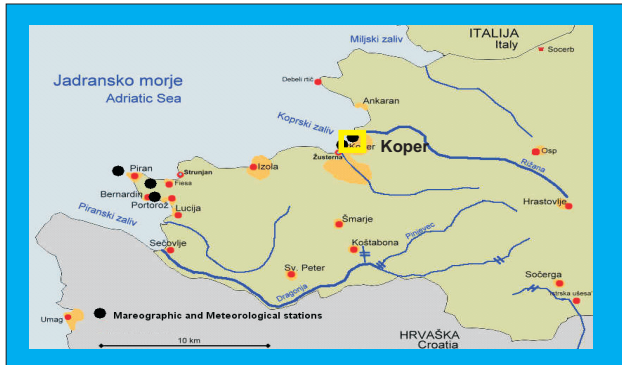 ITALIJA
Italy
Miljski zaliv
Socerb
Jadransko morje
Adriatic Sea
Debeli rtič
Ankaran
Koprski zaliv
Koper
Koper
Žusterna
Osp
Rižana
Strunjan
Izola
Piran
Fiesa
Bernardin
Portorož
Lucija
Hrastovlje
Piranski zaliv
Šmarje
Pinjevec
Sečovlje
Koštabona
Sv. Peter
Sočerga
Dragonja
'Istrska ušesa'
Umag
Mareographic and Meteorological stations
10 km
HRVAŠKA
Croatia